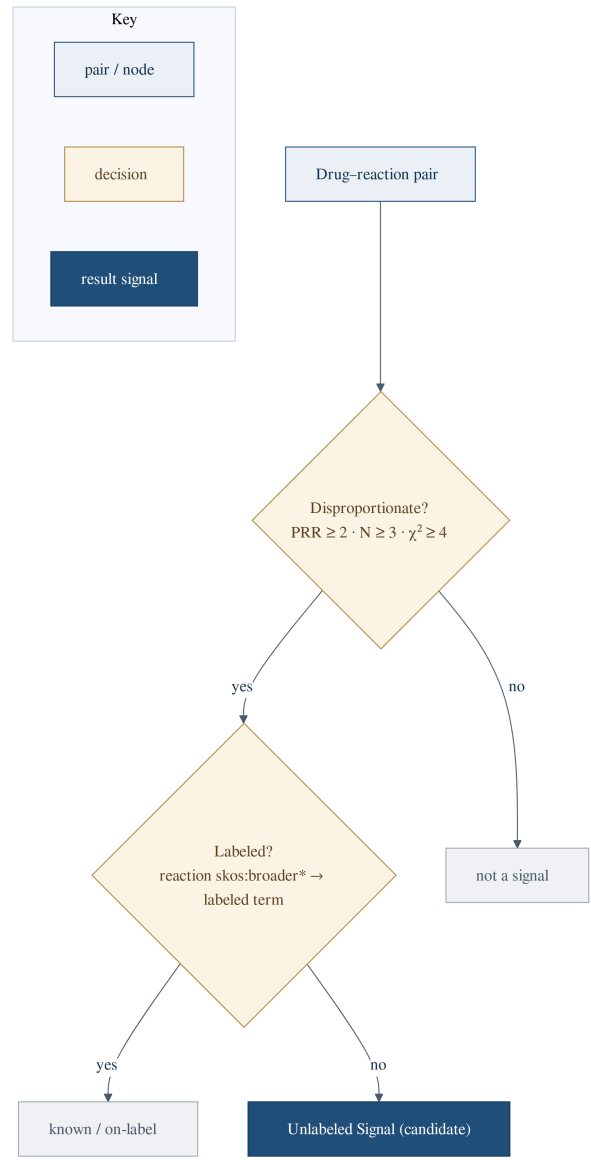 Key
pair / node
decision
result signal
Drug–reaction pair
Disproportionate?
PRR ≥ 2 · N ≥ 3 · χ² ≥ 4
yes
no
Labeled?
reaction skos:broader* →
labeled term
not a signal
yes
no
known / on-label
Unlabeled Signal (candidate)